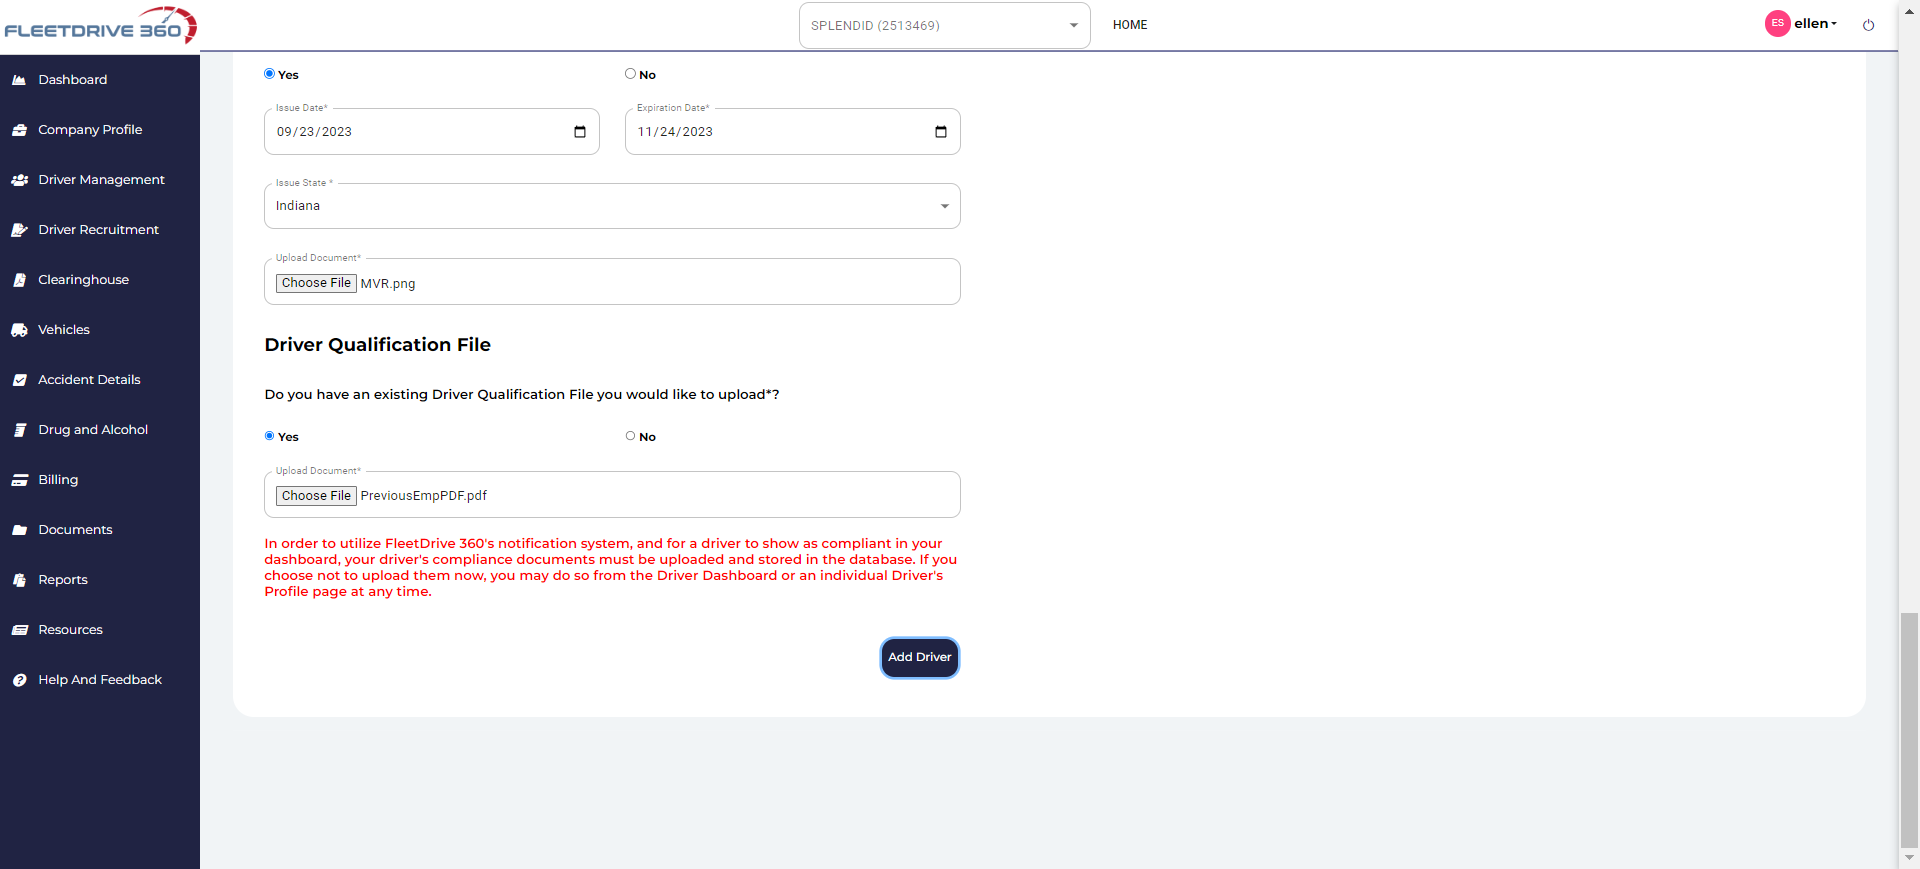 FLEETDRIVE 360
SPLENDID (2513469)
HOME
ES
ellen
Dashboard
Company Profile
Driver Management
Driver Recruitment
Clearinghouse
Vehicles
Accident Details
Drug and Alcohol
Billing
Documents
Reports
Resources
Help And Feedback
Yes
No
Issue Date*
09/23/2023
Expiration Date*
11/24/2023
Issue State *
Indiana
Upload Document*
Choose File MVR.png
Driver Qualification File
Do you have an existing Driver Qualification File you would like to upload*?
Yes
No
Upload Document*
Choose File PreviousEmpPDF.pdf
In order to utilize FleetDrive 360's notification system, and for a driver to show as compliant in your
dashboard, your driver's compliance documents must be uploaded and stored in the database. If you
choose not to upload them now, you may do so from the Driver Dashboard or an individual Driver's
Profile page at any time.
Add Driver